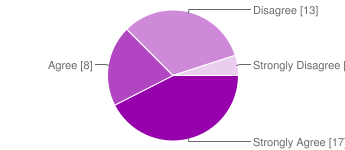 Disagree [13]
Agree [8]
Strongly Disagree [
Strongly Agree [17]